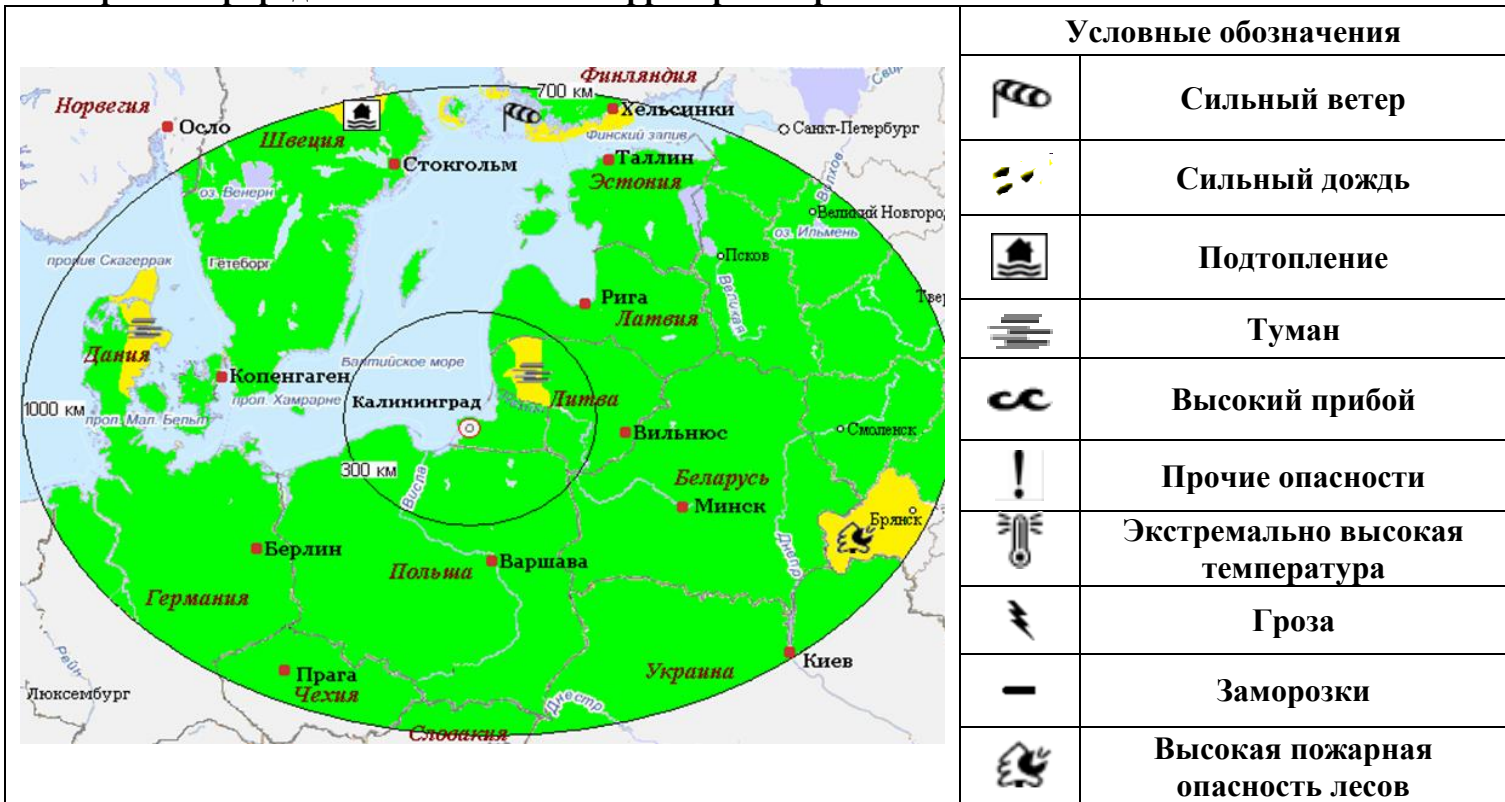 Условные обозначения
Сильный ветер
Сильный дождь
Подтопление
Туман
Высокий прибой
Прочие опасности
Экстремально высокая
температура
Гроза
Заморозки
Высокая пожарная
опасность лесов
Финляндия
700 км
Норвегия
Хельсинки
Осло
Швеция
Санкт-Петербург
Финский залив
Стокгольм
Таллин
Эстония
Волхов
оз. Венерн
Великий Новгоро
оз. Ильмень
пролив Скагеррак
Гетеборг
Псков
Великая
Твер
Рига
Латвия
Дания
Балтийское море
Копенгаген
1000 км
прол. Хамрарне
Калининград
Литва
прол. Мал. Бельт
Вильнюс
Смоленск
300 км
Висла
Беларусь
Минск
Брянск
Днепр
Берлин
Польша
Варшава
Германия
Рейн
Прага
Чехия
Украина
Киев
Люксембург
Днестр
Словакия